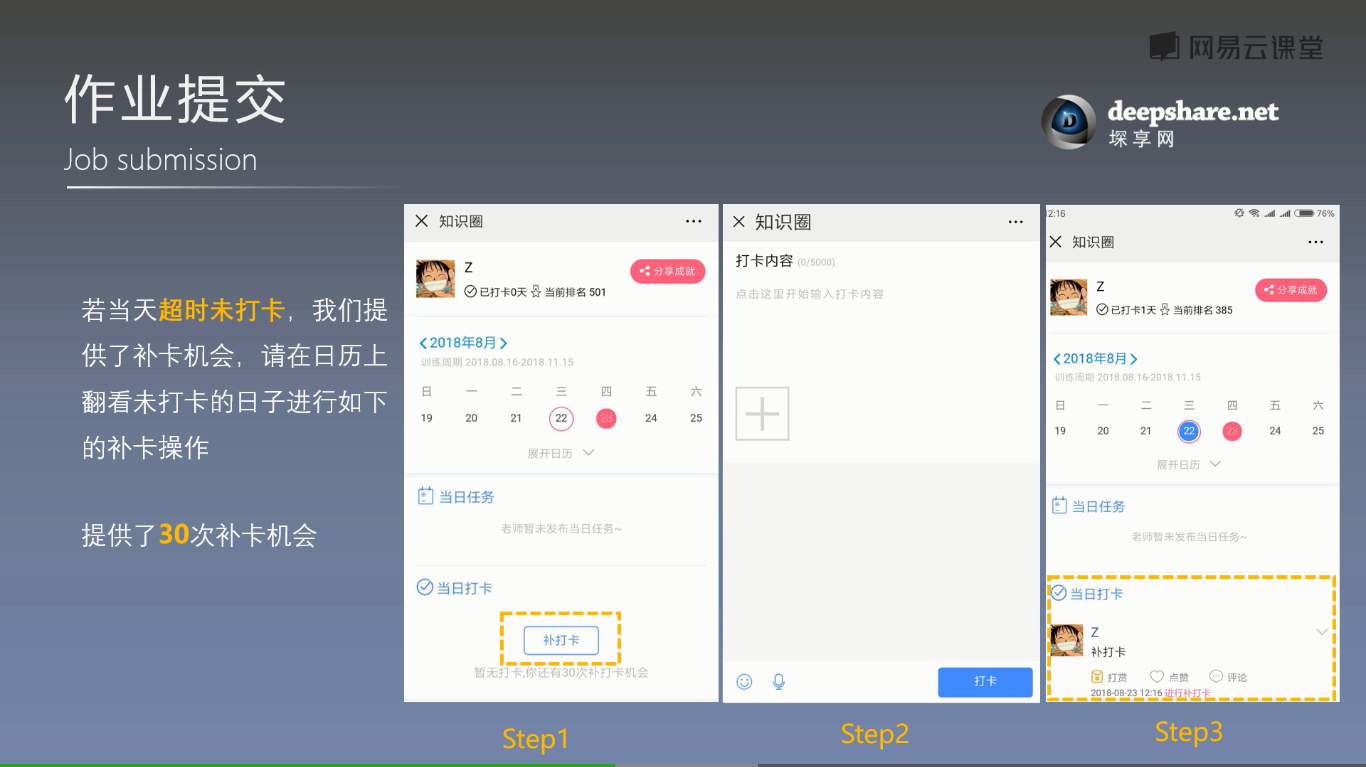 网易云课堂
作业提交
deepshare.net
深享网
Job submission
若当天超时未打卡，我们提
供了补卡机会，请在日历上
翻看未打卡的日子进行如下
的补卡操作
提供了30次补卡机会
知识圈
Z
分享成就
已打卡0天 当前排名 501
2018年8月
训练周期 2018.08.16-2018.11.15
日 一 二 三 四 五 六
19 20 21 22 23 24 25
展开日历
当日任务
老师暂未发布当日任务~
当日打卡
补打卡
暂无打卡,你还有30次补打卡机会
Step1
知识圈
打卡内容 (0/5000)
点击这里开始输入打卡内容
打卡
Step2
12:16
76%
知识圈
Z
分享成就
已打卡1天 当前排名 385
2018年8月
训练周期 2018.08.16-2018.11.15
日 一 二 三 四 五 六
19 20 21 22 23 24 25
展开日历
当日任务
老师暂未发布当日任务~
当日打卡
Z
补打卡
打赏 点赞 评论
2018-08-23 12:16 进行补打卡
Step3